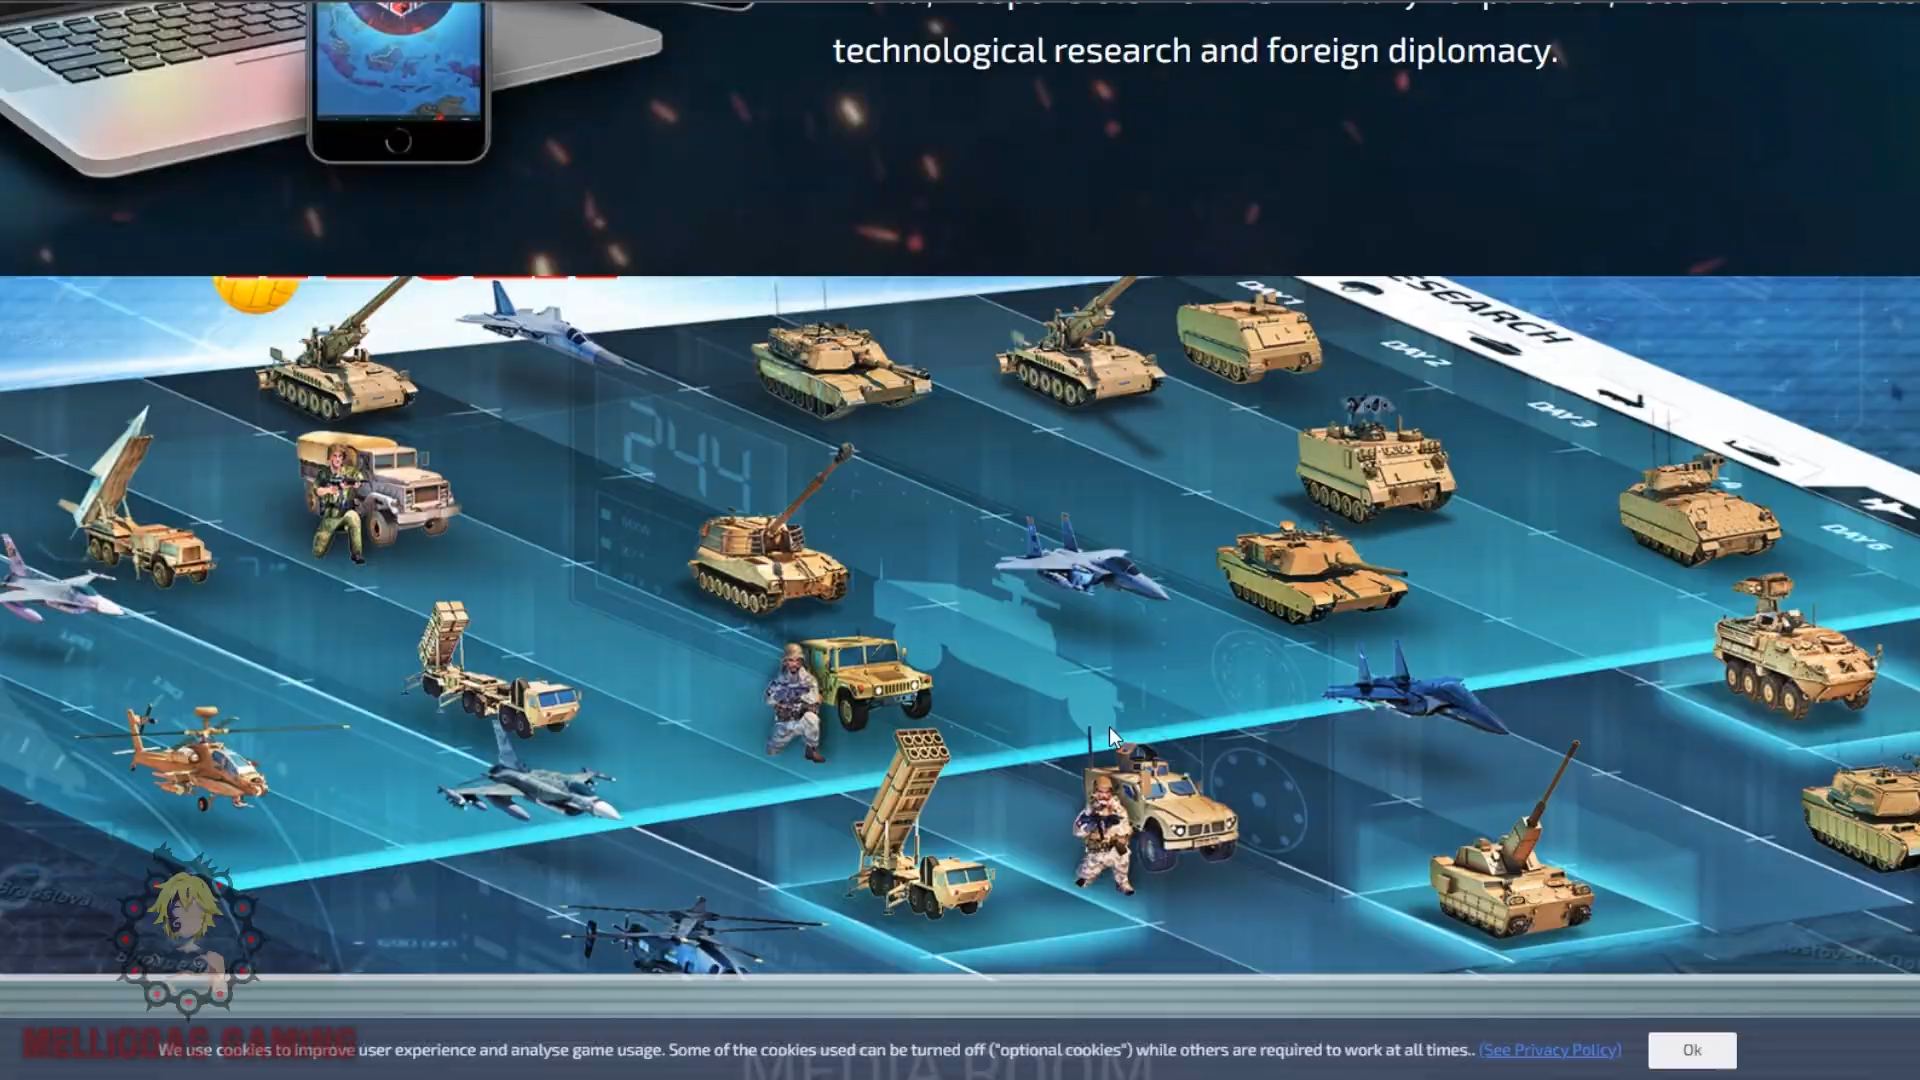 technological research and foreign diplomacy.
RESEARCH
DAY 1
DAY 2
DAY 3
DAY 6
244
MELLIODAS GAMING
We use cookies to improve user experience and analyse game usage. Some of the cookies used can be turned off ("optional cookies") while others are required to work at all times.. (See Privacy Policy)
Ok
MEDIA ROOM